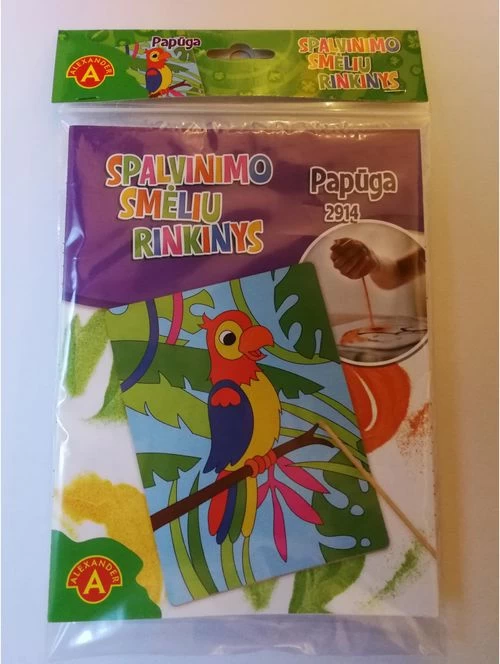 ALEXANDER
A
Papūga
SPALVINIMO
SMĖLIU
RINKINYS
SPALVINIMO
SMĖLIU
RINKINYS
Papūga
2914
ALEXANDER
A